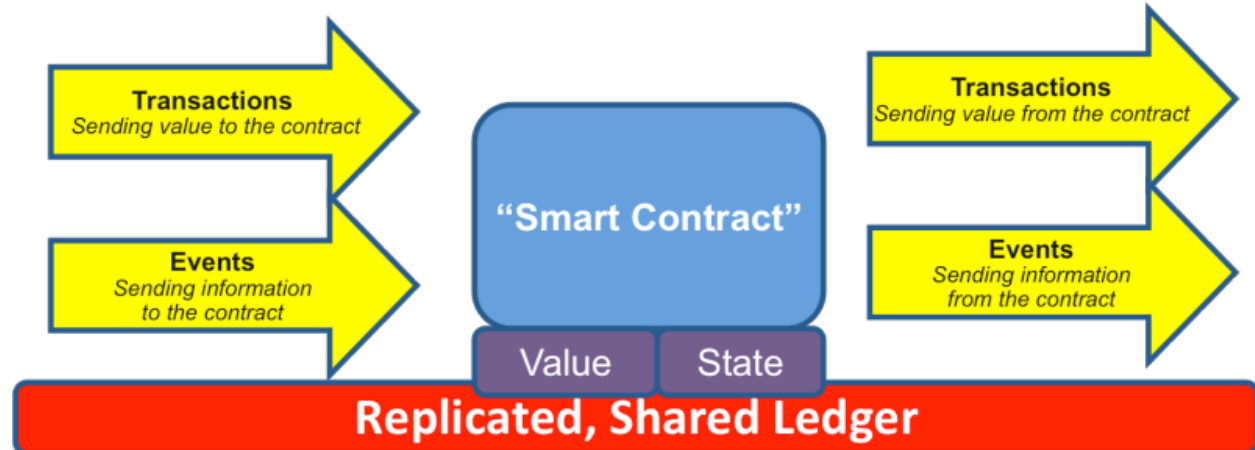 Transactions
Sending value to the contract
Events
Sending information
to the contract
“Smart Contract”
Value
State
Transactions
Sending value from the contract
Events
Sending information
from the contract
Replicated, Shared Ledger